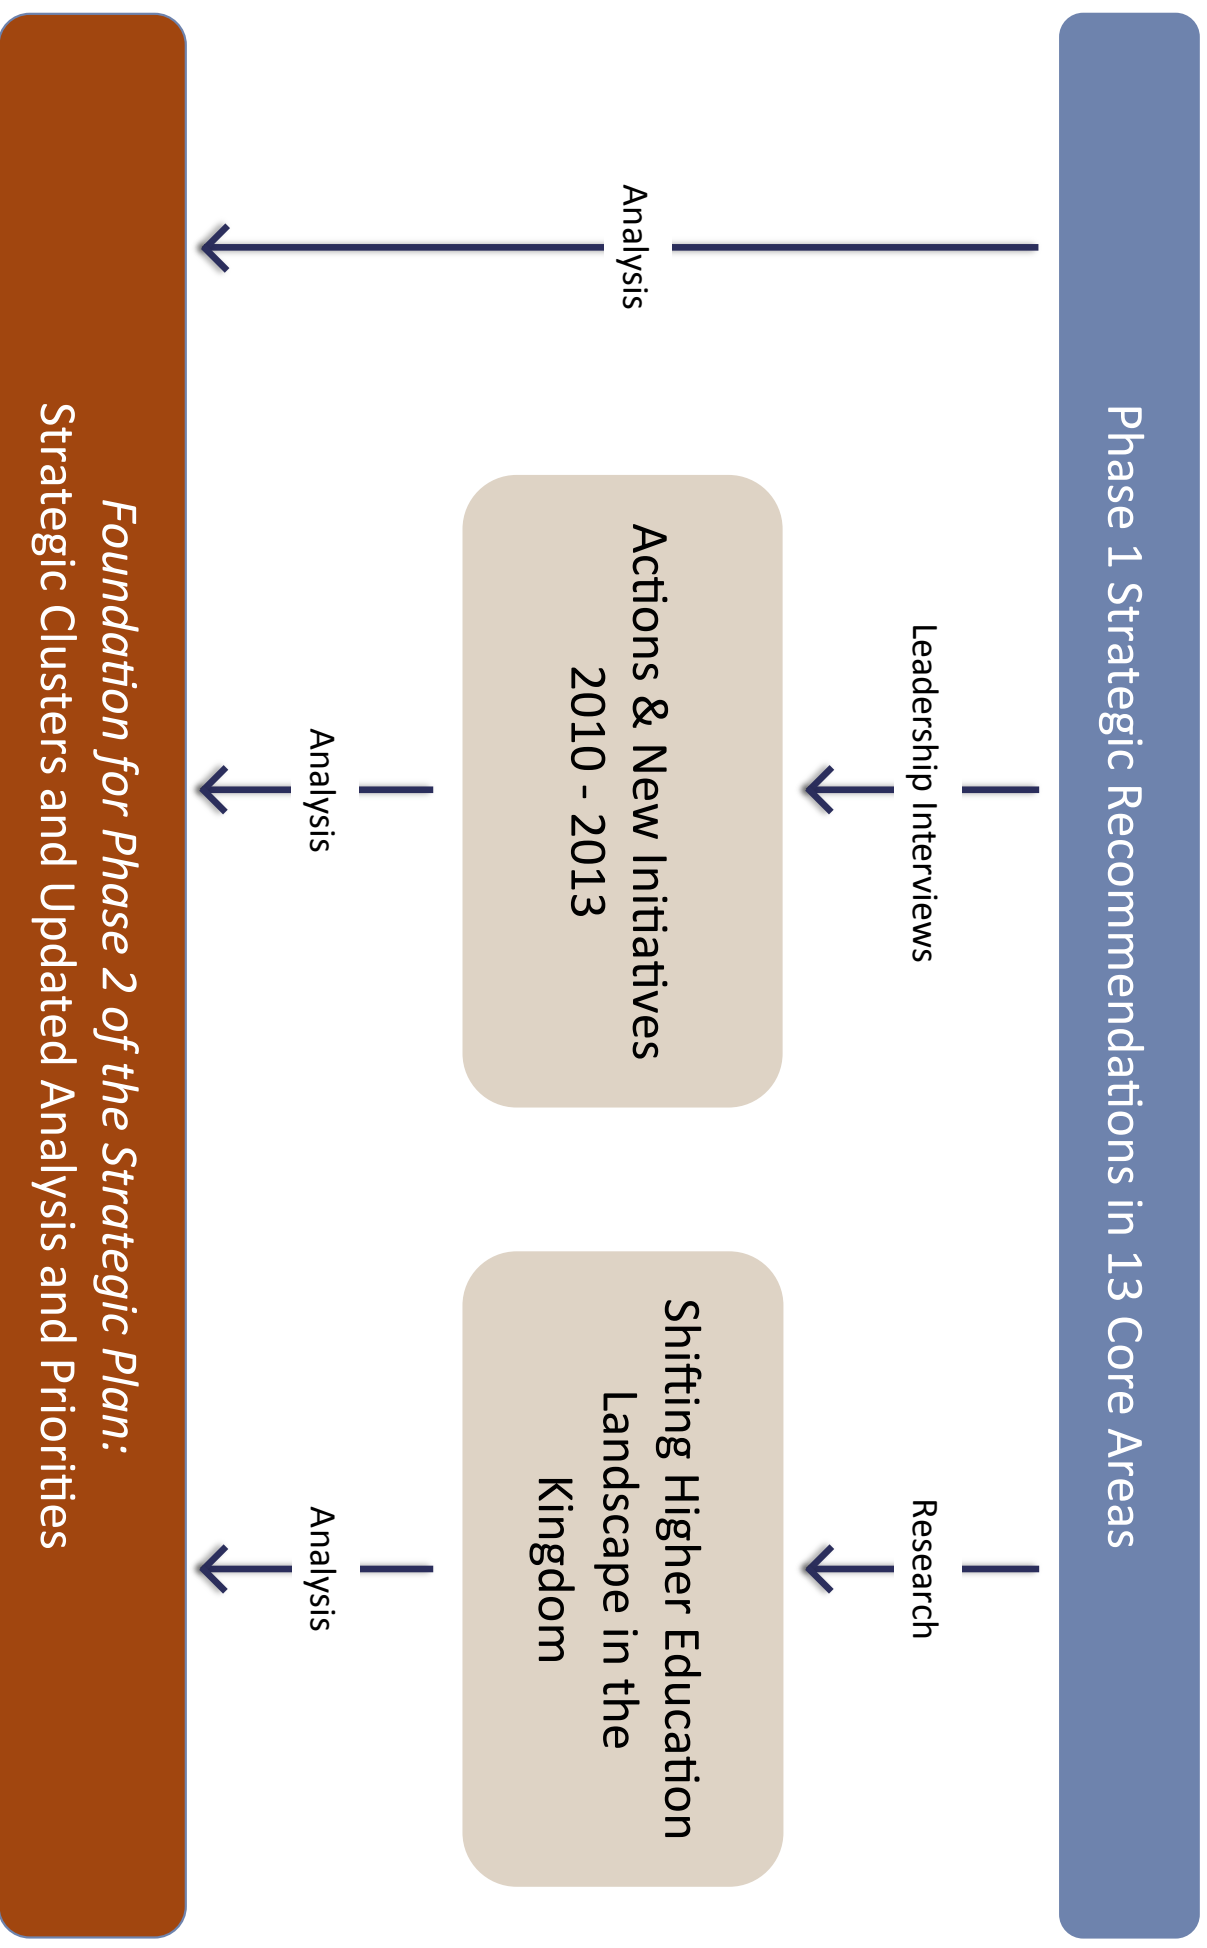 Phase 1 Strategic Recommendations in 13 Core Areas
Leadership Interviews
Research
Analysis
Actions & New Initiatives
2010 - 2013
Shifting Higher Education
Landscape in the
Kingdom
Analysis
Analysis
Foundation for Phase 2 of the Strategic Plan:
Strategic Clusters and Updated Analysis and Priorities